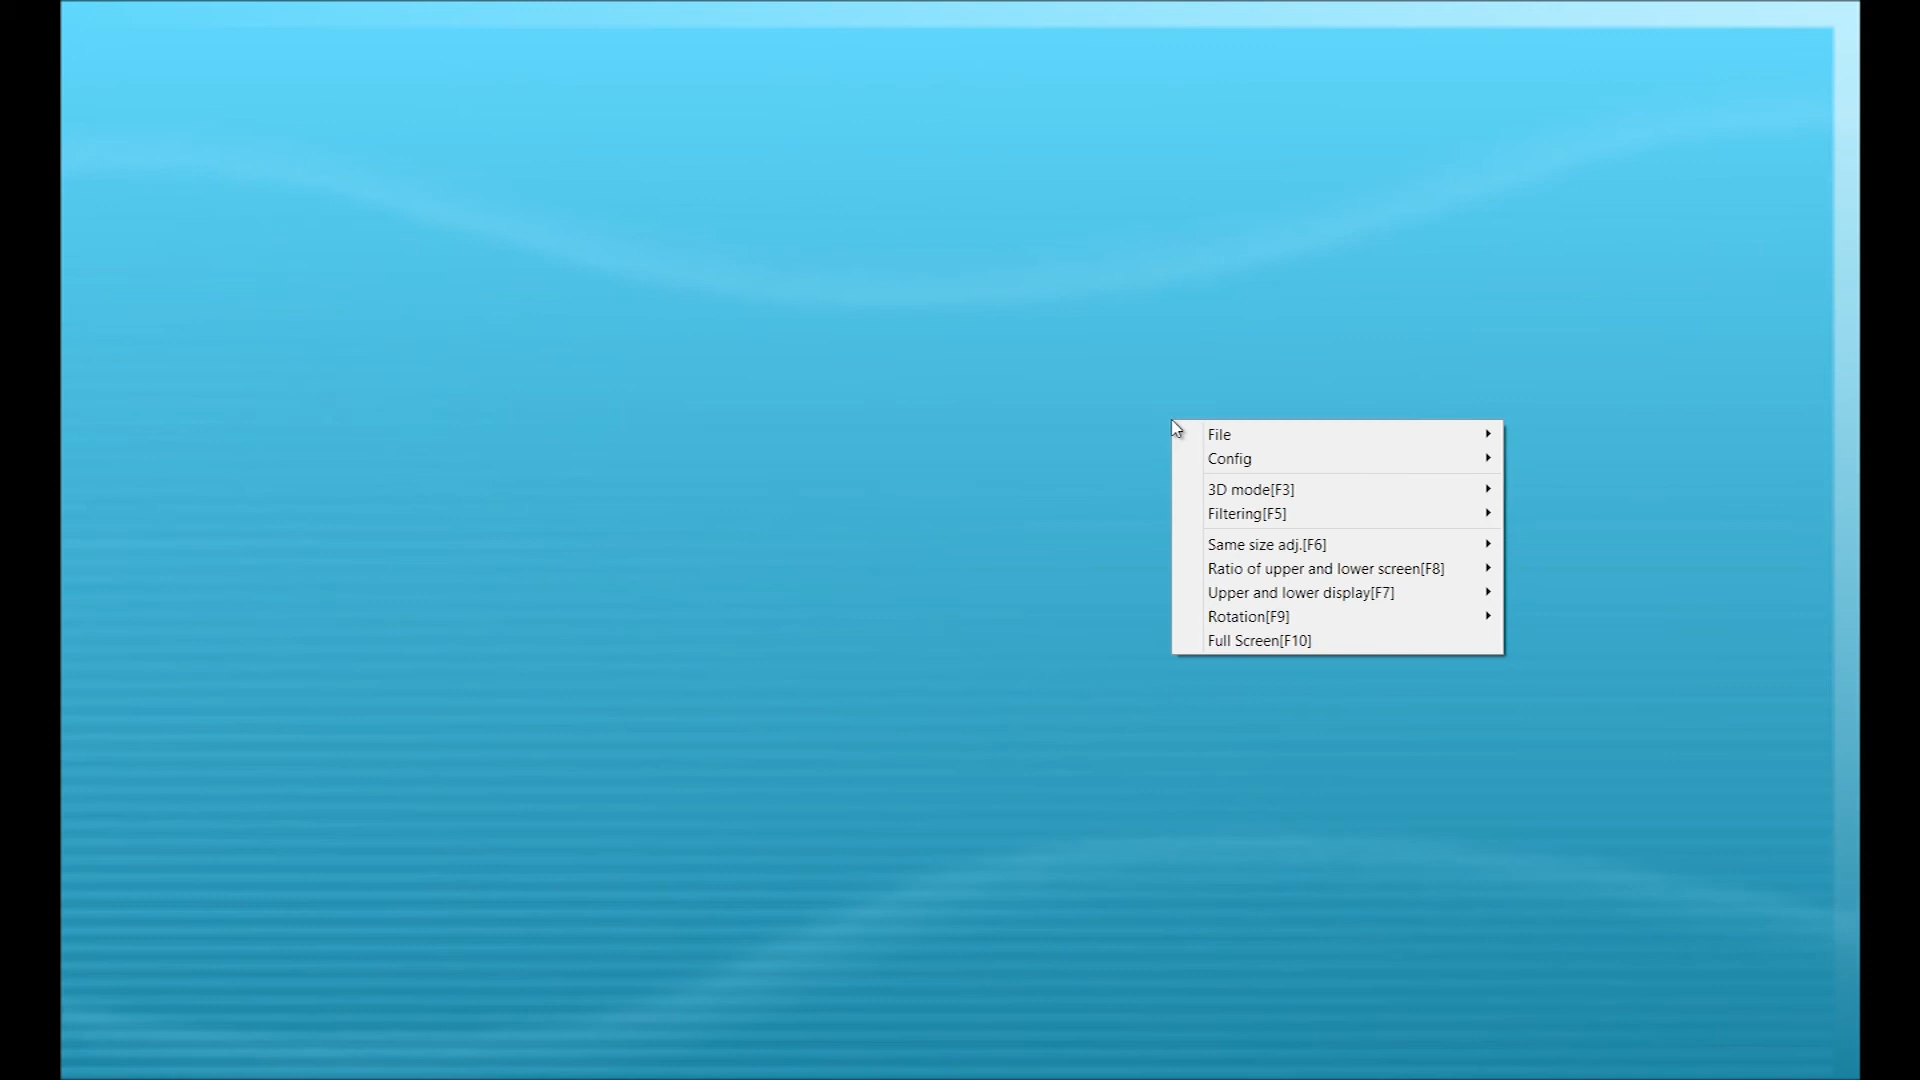 File
Config
3D mode[F3]
Filtering[F5]
Same size adj.[F6]
Ratio of upper and lower screen[F8]
Upper and lower display[F7]
Rotation[F9]
Full Screen[F10]